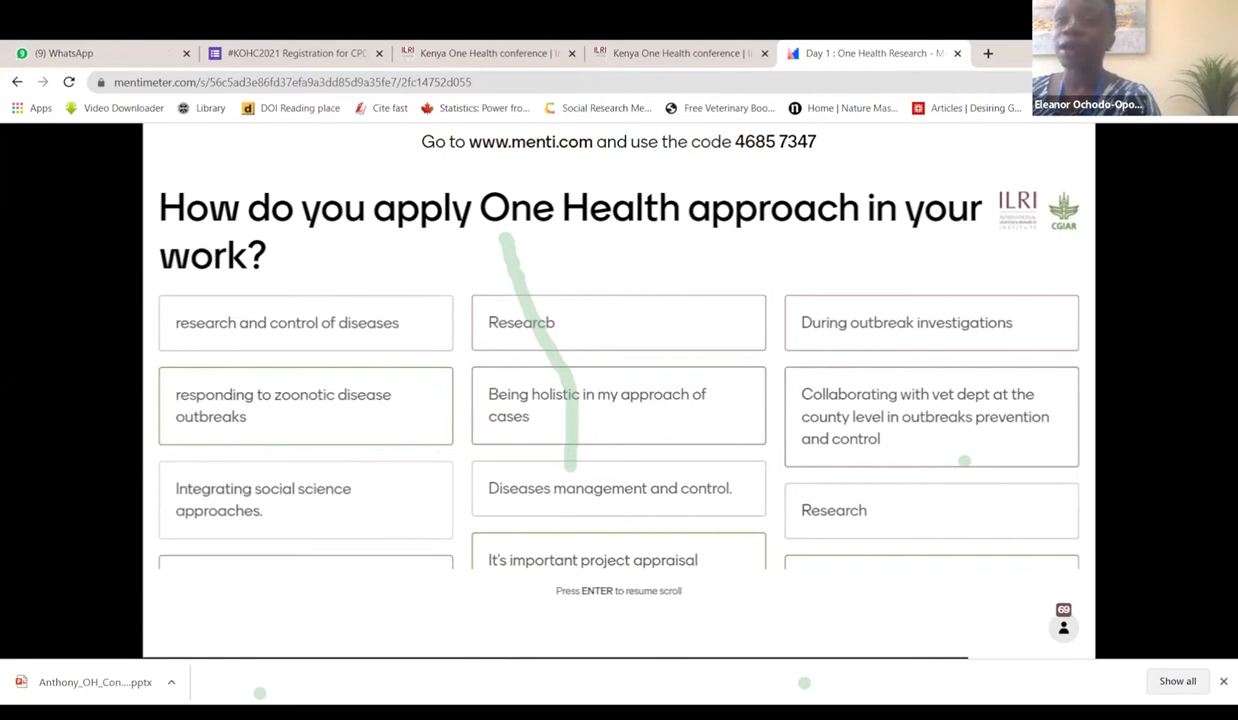 (9) WhatsApp
#KOHC2021 Registration for CPD
ILRI Kenya One Health conference | I
ILRI Kenya One Health conference | I
Day 1 : One Health Research - M
mentimeter.com/s/56c5ad3e86fd37efa9a3dd85d9a35fe7/2fc14752d055
Apps
Video Downloader
Library
DOI Reading place
Cite fast
Statistics: Power fro...
Social Research Me...
Free Veterinary Boo...
Home | Nature Mas...
Articles | Desiring G...
Eleanor Ochodo-Opo...
Go to www.menti.com and use the code 4685 7347
How do you apply One Health approach in your
work?
ILRI
INTERNATIONAL
LIVESTOCK RESEARCH
INSTITUTE
CGIAR
research and control of diseases
responding to zoonotic disease
outbreaks
Integrating social science
approaches.
Researcb
Being holistic in my approach of
cases
Diseases management and control.
It's important project appraisal
During outbreak investigations
Collaborating with vet dept at the
county level in outbreaks prevention
and control
Research
Press ENTER to resume scroll
69
Anthony_OH_Con....pptx
Show all